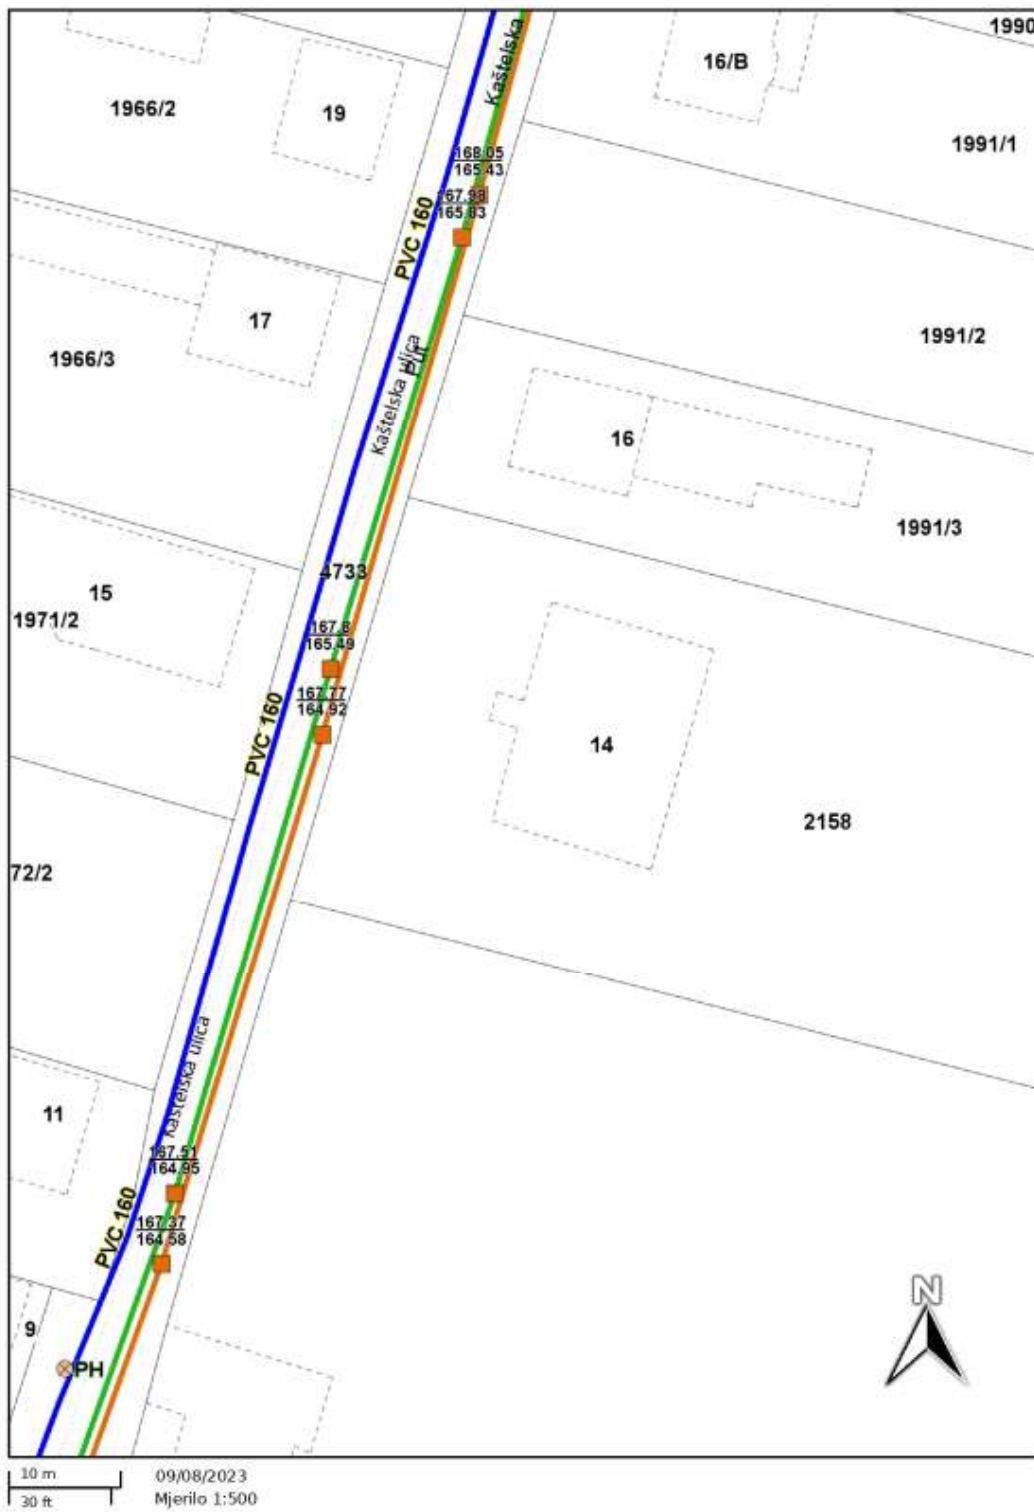 1990
Kaštelska
16/B
1966/2
19
1991/1
168.05
165.43
167.98
165.83
PVC 160
17
1991/2
1966/3
Kaštelska ulica
Put
16
1991/3
4733
15
1971/2
167.8
165.49
167.77
164.92
PVC 160
14
2158
72/2
Kaštelska ulica
11
167.51
164.95
PVC 160
167.37
164.58
N
9
PH
10 m
30 ft
09/08/2023
Mjerilo 1:500